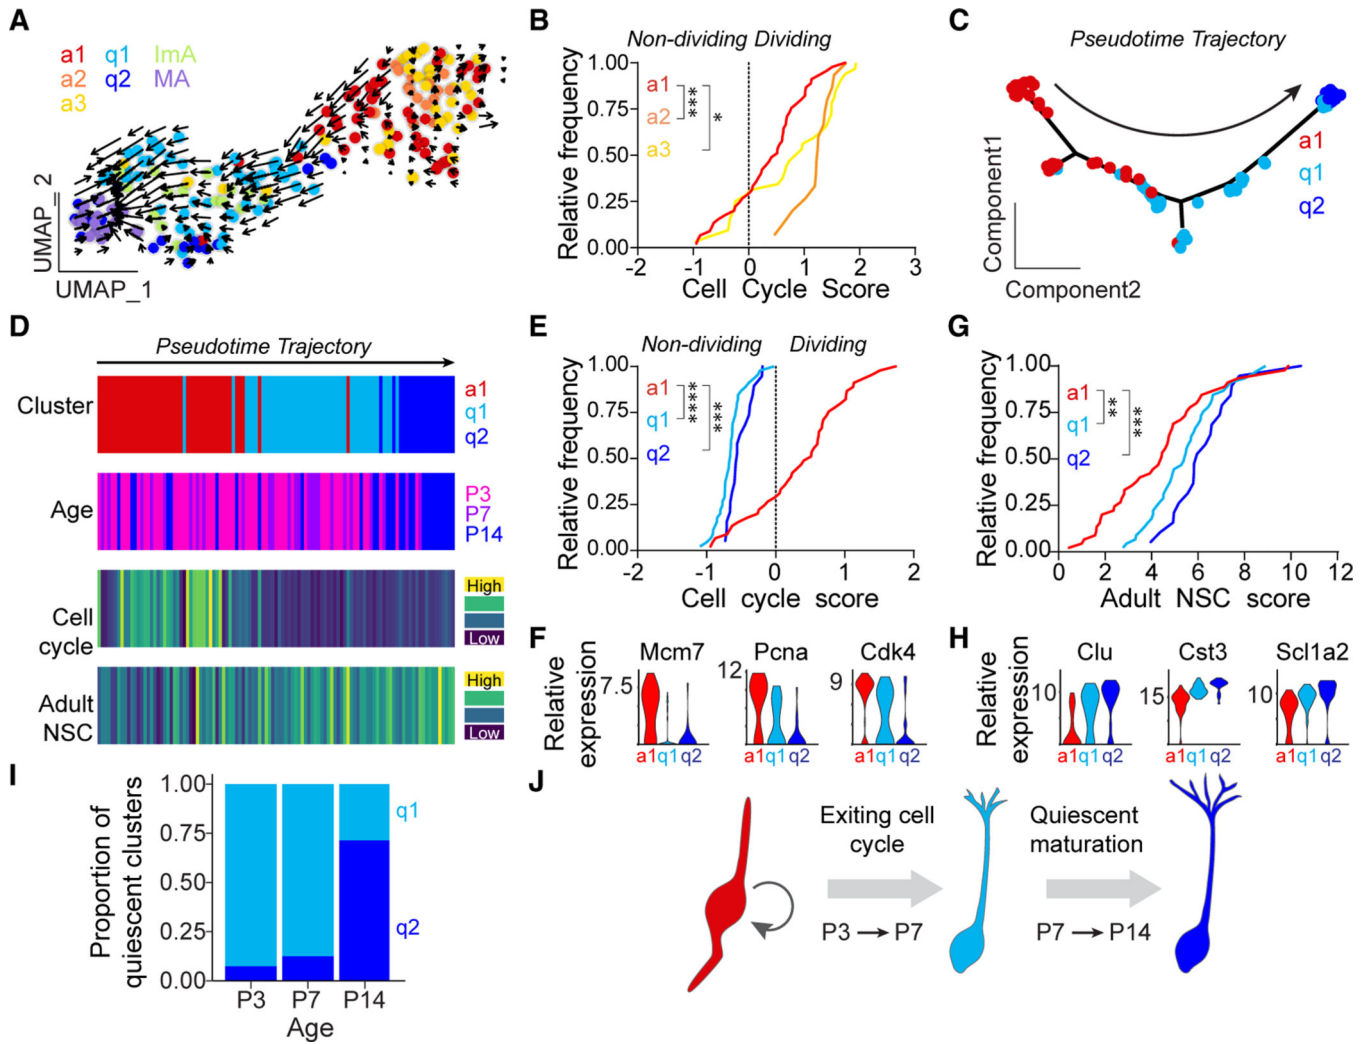 A
a1 q1 ImA
a2 q2 MA
a3
UMAP_2
UMAP_1
B
Non-dividing Dividing
Relative frequency
1.00
0.75
0.50
0.25
0.00
a1
a2
a3
***
*
-2 -1 0 1 2 3
Cell Cycle Score
C
Pseudotime Trajectory
a1
q1
q2
Component1
Component2
D
Pseudotime Trajectory
Cluster
a1
q1
q2
Age
P3
P7
P14
Cell
cycle
High
Low
Adult
NSC
High
Low
E
Non-dividing Dividing
Relative frequency
1.00
0.75
0.50
0.25
0.00
a1
q1
q2
****
***
-2 -1 0 1 2
Cell cycle score
G
Relative frequency
1.00
0.75
0.50
0.25
0.00
a1
q1
q2
**
***
0 2 4 6 8 10 12
Adult NSC score
F
Relative
expression
Mcm7 Pcna Cdk4
7.5 12 9
a1 q1 q2 a1 q1 q2 a1 q1 q2
H
Relative
expression
Clu Cst3 Scl1a2
10 15 10
a1 q1 q2 a1 q1 q2 a1 q1 q2
I
Proportion of
quiescent clusters
1.00
0.75
0.50
0.25
0.00
q1
q2
P3 P7 P14
Age
J
Exiting cell
cycle
P3 → P7
Quiescent
maturation
P7 → P14